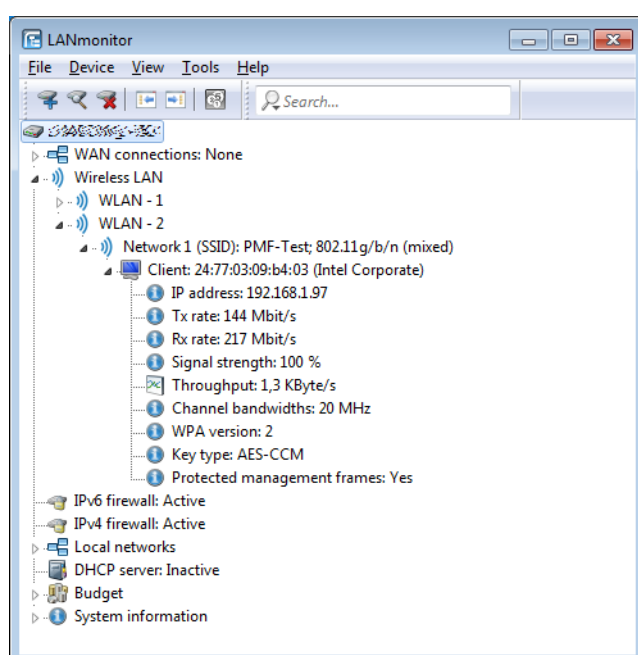 LANmonitor
File Device View Tools Help
Search...
WAN connections: None
Wireless LAN
WLAN - 1
WLAN - 2
Network 1 (SSID): PMF-Test; 802.11g/b/n (mixed)
Client: 24:77:03:09:b4:03 (Intel Corporate)
IP address: 192.168.1.97
Tx rate: 144 Mbit/s
Rx rate: 217 Mbit/s
Signal strength: 100 %
Throughput: 1,3 KByte/s
Channel bandwidths: 20 MHz
WPA version: 2
Key type: AES-CCM
Protected management frames: Yes
IPv6 firewall: Active
IPv4 firewall: Active
Local networks
DHCP server: Inactive
Budget
System information